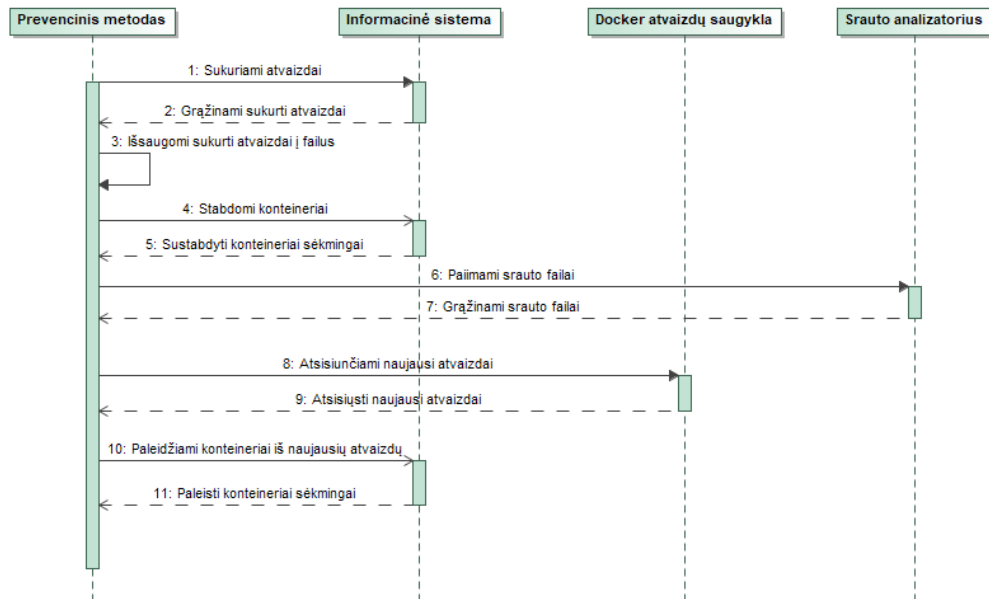 Prevencinis metodas
Informacinė sistema
Docker atvaizdų saugykla
Srauto analizatorius
1: Sukuriami atvaizdai
2: Grąžinami sukurti atvaizdai
3: Išsaugomi sukurti atvaizdai į failus
4: Stabdomi konteineriai
5: Sustabdyti konteineriai sėkmingai
6: Paiimami srauto failai
7: Grąžinami srauto failai
8: Atsisiunčiami naujausi atvaizdai
9: Atsisiųsti naujausi atvaizdai
10: Paleidžiami konteineriai iš naujausių atvaizdų
11: Paleisti konteineriai sėkmingai